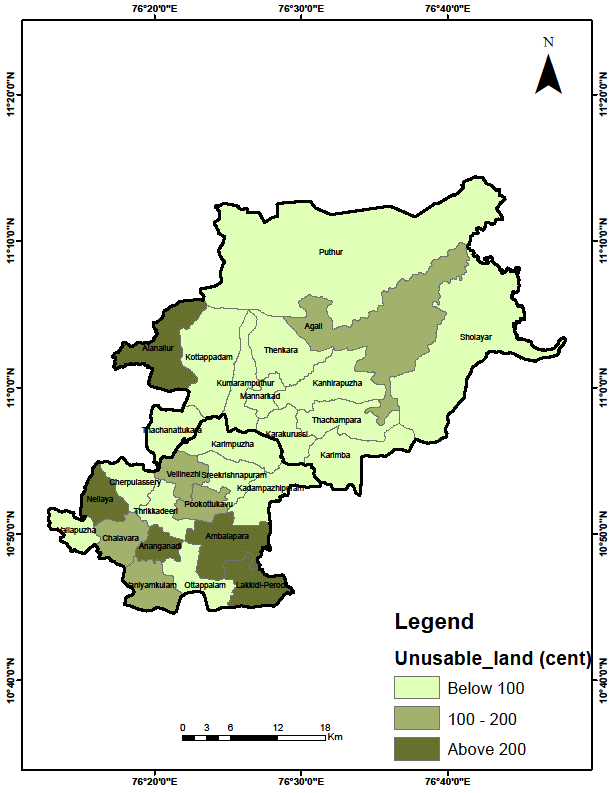 76°20'0"E 76°30'0"E 76°40'0"E
N
11°20'0"N 11°20'0"N
11°10'0"N 11°10'0"N
Puthur
Agali
Sholayar
Alanallur
Kottappadam
Thenkara
11°0'0"N 11°0'0"N
Kumaramputhur
Kanhirapuzha
Mannarkad
Thachampara
Thachanattukara
Karakurussi
Karimpuzha
Karimba
Vellinezhi
Sreekrishnapuram
Cherpulassery
Kadampazhipuram
Nellaya
Pookottukavu
Thrikkadeeri
Vallapuzha
10°50'0"N 10°50'0"N
Chalavara
Ambalapara
Ananganadi
Vaniyamkulam
Ottappalam
Lakkidi-Perod
Legend
Unusable_land (cent)
Below 100
100 - 200
Above 200
10°40'0"N 10°40'0"N
0 3 6 12 18
Km
76°20'0"E 76°30'0"E 76°40'0"E